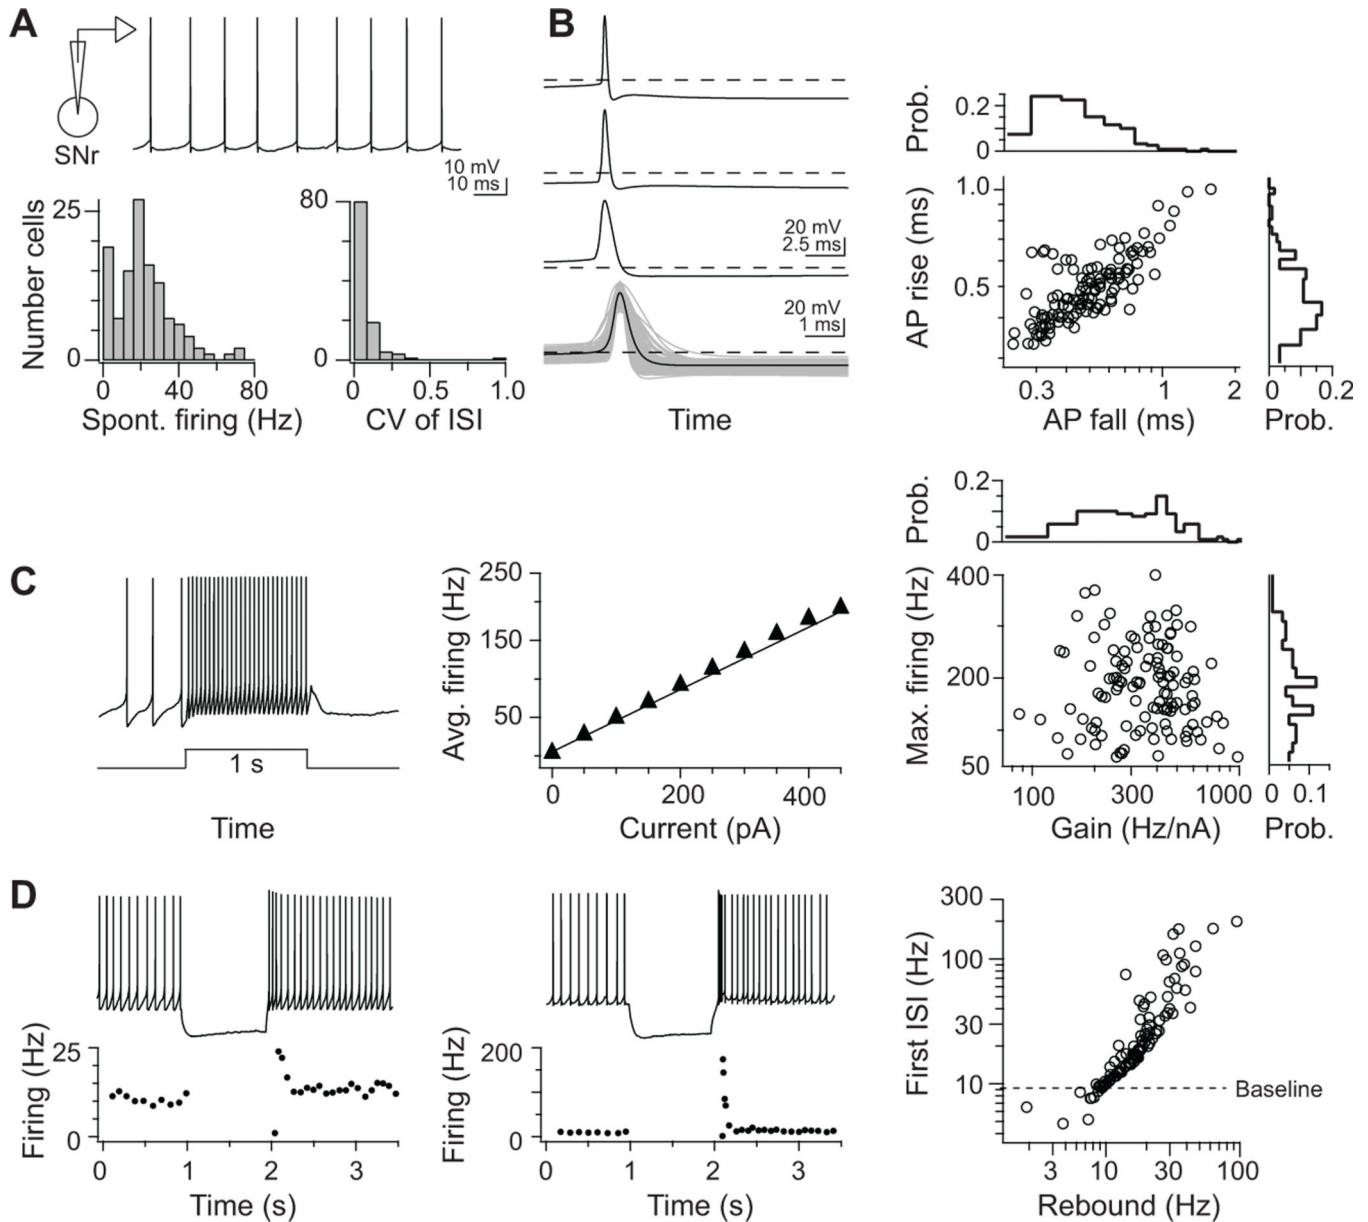 A
SNr
10 mV
10 ms
Number cells
25
0
0
40
80
Spont. firing (Hz)
80
0
0
0.5
1.0
CV of ISI
B
20 mV
2.5 ms
20 mV
1 ms
Time
Prob.
0.2
0
AP rise (ms)
1.0
0.5
0.3
1
2
AP fall (ms)
0
0.2
Prob.
C
1 s
Time
Avg. firing (Hz)
250
150
50
0
200
400
Current (pA)
Prob.
0.2
0
Max. firing (Hz)
400
200
50
100
300
1000
Gain (Hz/nA)
0
0.1
Prob.
D
Firing (Hz)
25
0
0
1
2
3
Time (s)
Firing (Hz)
200
0
0
1
2
3
Time (s)
First ISI (Hz)
300
100
30
10
Baseline
3
10
30
100
Rebound (Hz)